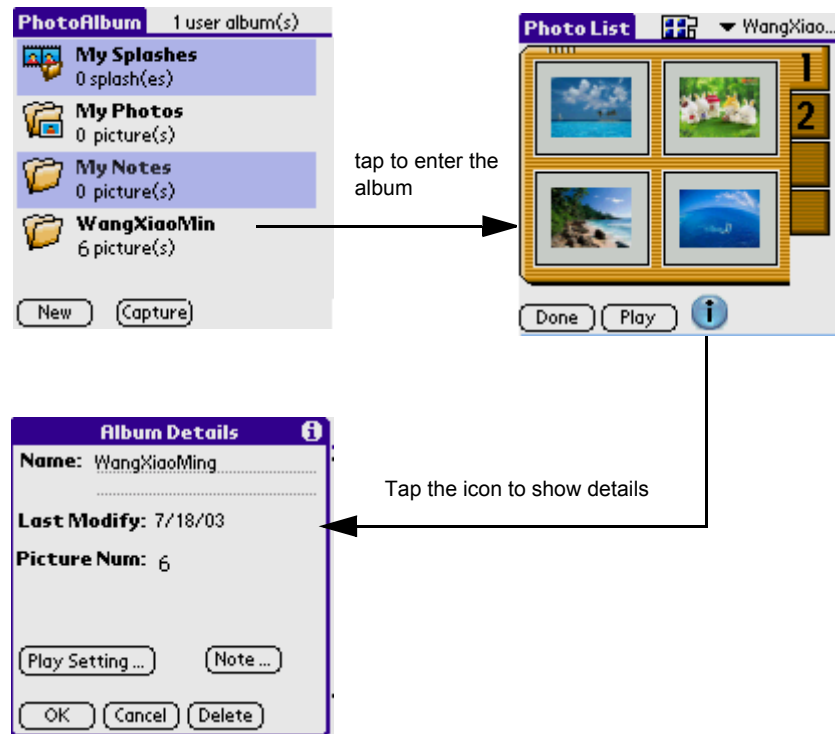 PhotoAlbum 1 user album(s)
My Splashes
0 splash(es)
My Photos
0 picture(s)
My Notes
0 picture(s)
WangXiaoMin
6 picture(s)
New Capture
tap to enter the
album
Photo List WangXiao...
1
2
Done Play
Tap the icon to show details
Album Details
Name: WangXiaoMing
Last Modify: 7/18/03
Picture Num: 6
Play Setting ... Note ...
OK Cancel Delete